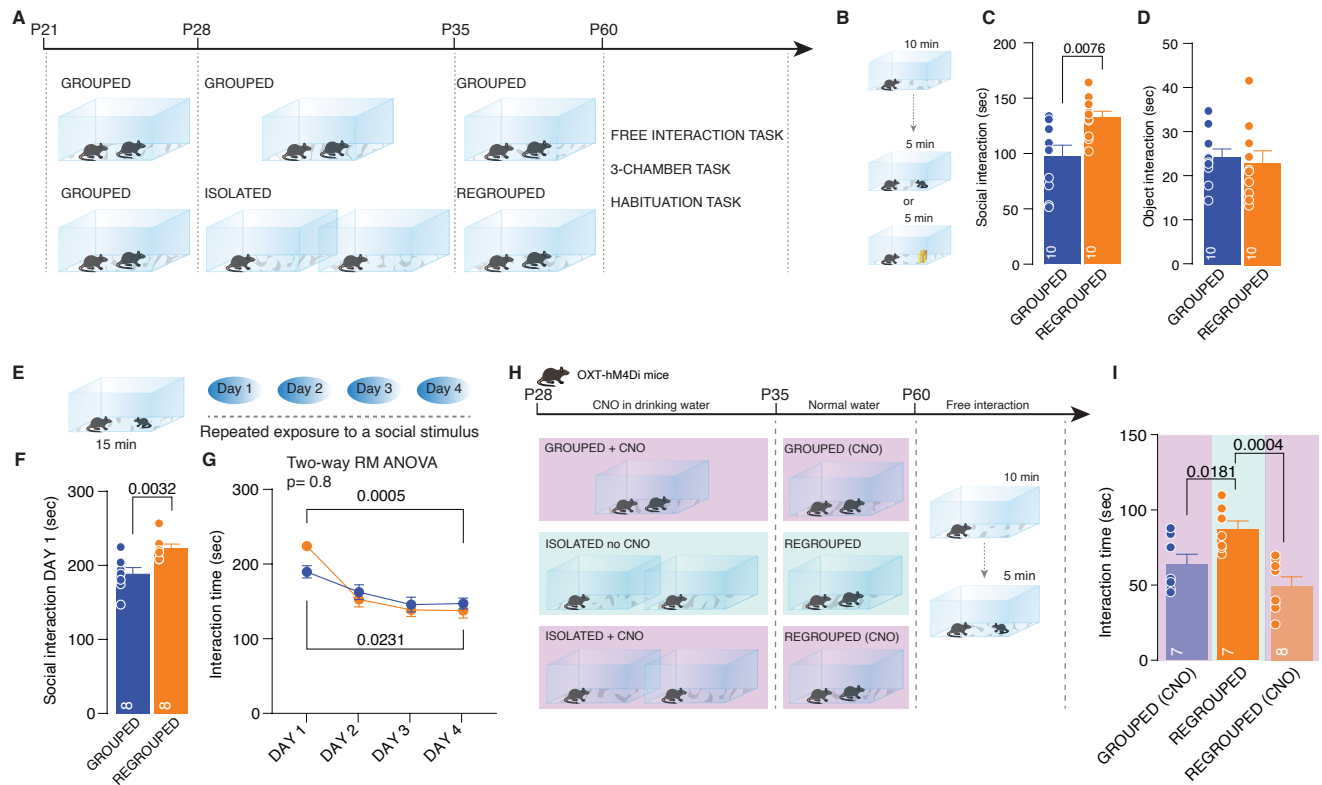 A
P21
P28
P35
P60
GROUPED
GROUPED
GROUPED
GROUPED
ISOLATED
REGROUPED
FREE INTERACTION TASK
3-CHAMBER TASK
HABITUATION TASK
B
10 min
5 min
or
5 min
C
Social interaction (sec)
200
150
100
50
0
0.0076
10
10
GROUPED
REGROUPED
D
Object interaction (sec)
50
40
30
20
10
0
10
10
GROUPED
REGROUPED
E
15 min
Day 1
Day 2
Day 3
Day 4
Repeated exposure to a social stimulus
F
Social interaction DAY 1 (sec)
300
200
100
0
0.0032
8
8
GROUPED
REGROUPED
G
Two-way RM ANOVA
p= 0.8
Interaction time (sec)
300
200
100
0
0.0005
0.0231
DAY 1
DAY 2
DAY 3
DAY 4
H
OXT-hM4Di mice
P28
P35
P60
CNO in drinking water
Normal water
Free interaction
GROUPED + CNO
GROUPED (CNO)
ISOLATED no CNO
REGROUPED
ISOLATED + CNO
REGROUPED (CNO)
10 min
5 min
I
Interaction time (sec)
150
100
50
0
0.0004
0.0181
7
7
8
GROUPED (CNO)
REGROUPED
REGROUPED (CNO)